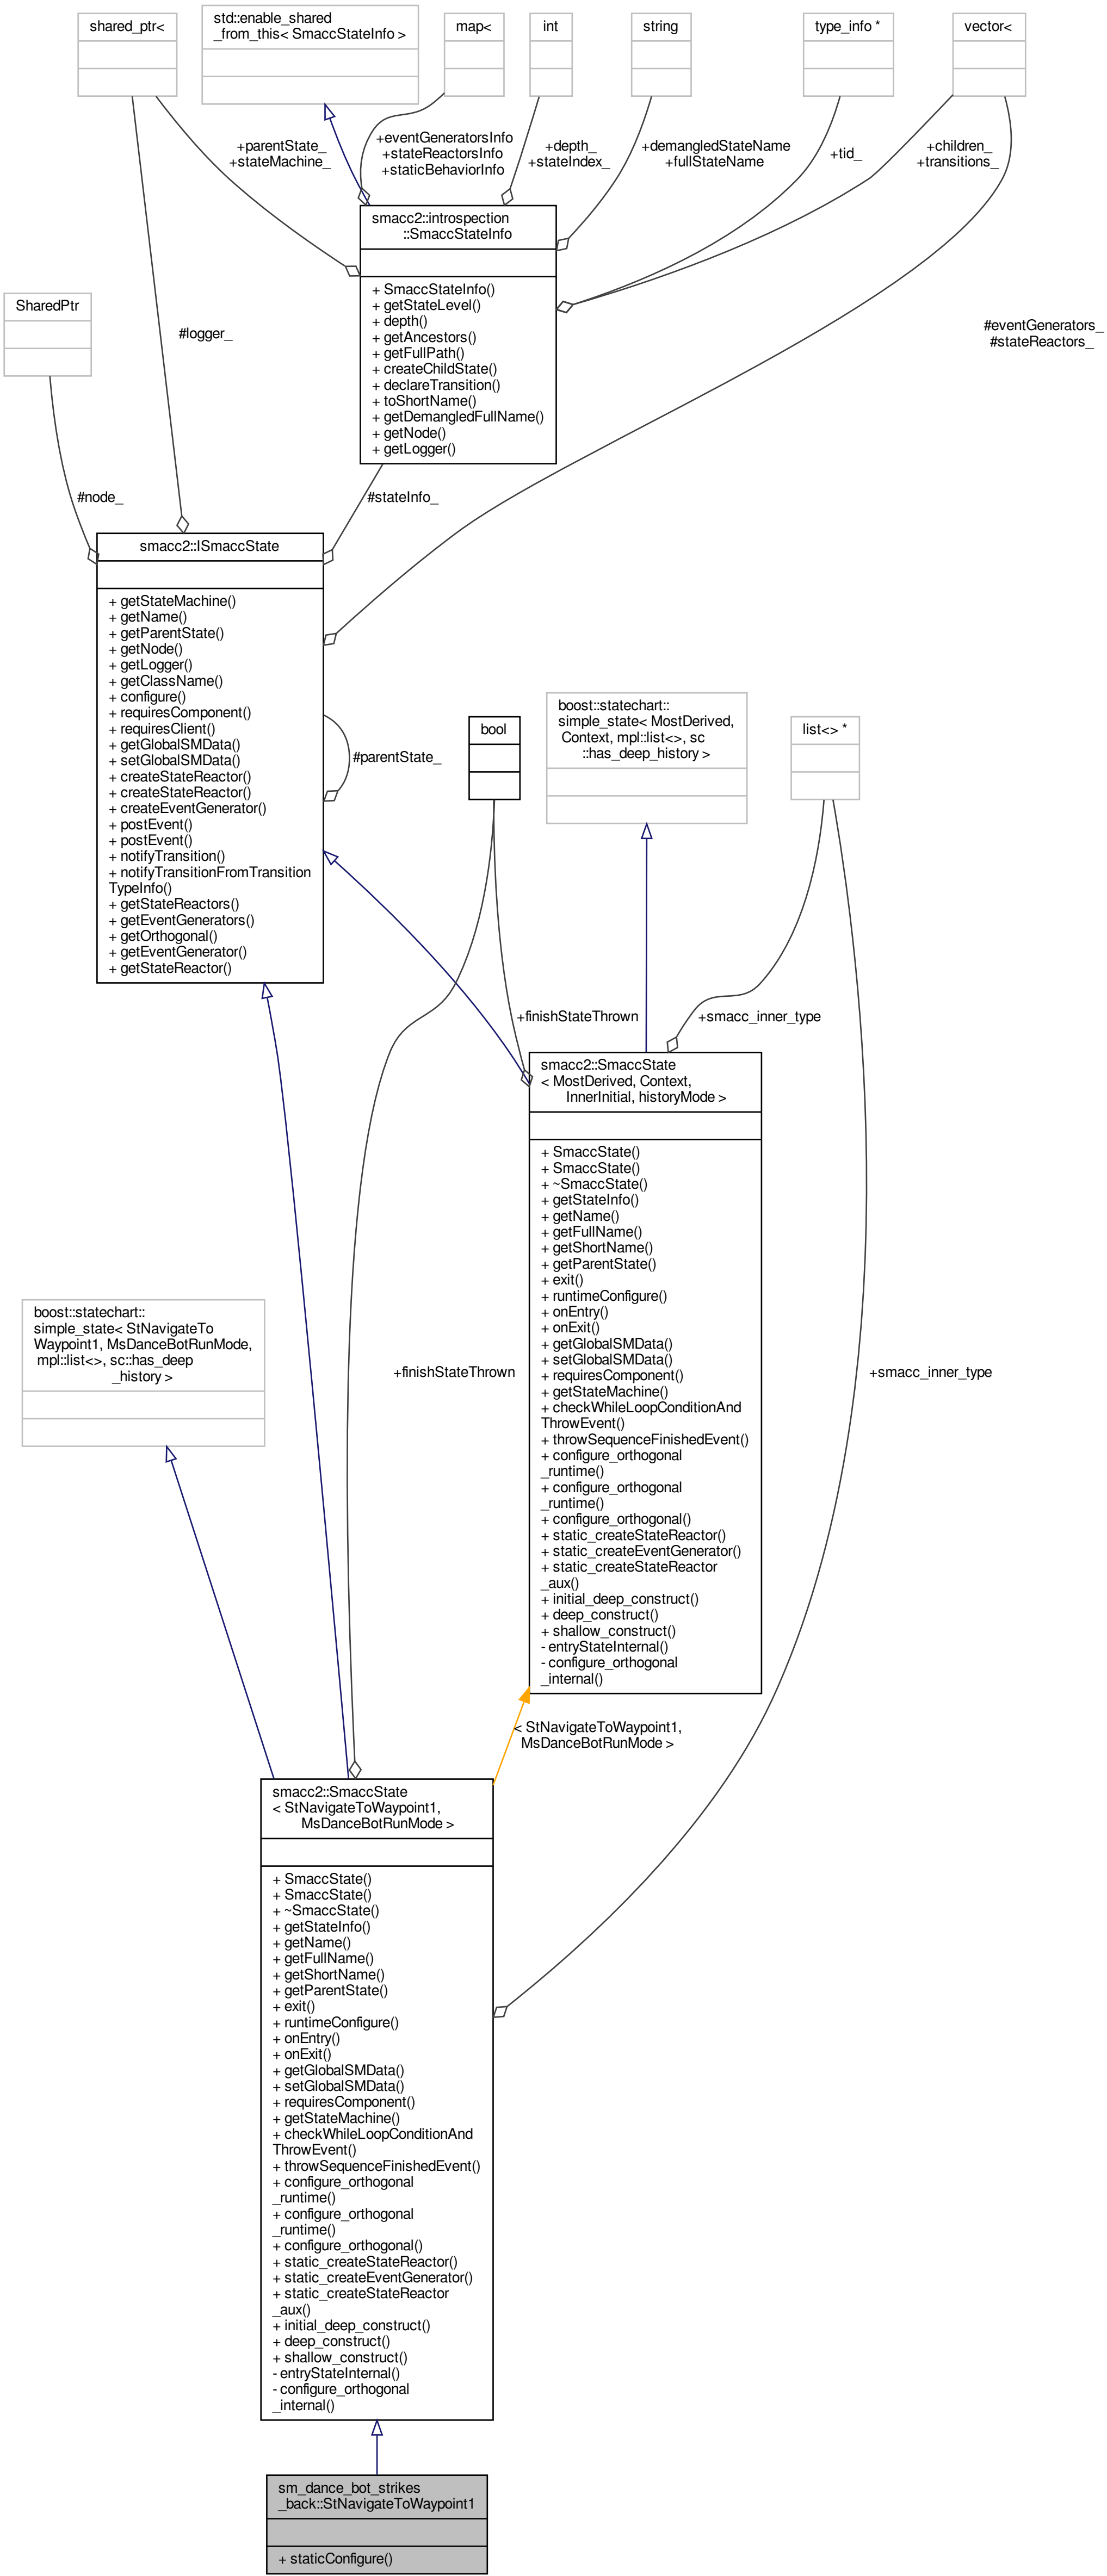 shared_ptr<
std::enable_shared
_from_this< SmaccStateInfo >
map<
int
string
type_info *
vector<
+parentState_
+stateMachine_
+eventGeneratorsInfo
+stateReactorsInfo
+staticBehaviorInfo
+depth_
+stateIndex_
+demangledStateName
+fullStateName
+tid_
+children_
+transitions_
smacc2::introspection
::SmaccStateInfo
+ SmaccStateInfo()
+ getStateLevel()
+ depth()
+ getAncestors()
+ getFullPath()
+ createChildState()
+ declareTransition()
+ toShortName()
+ getDemangledFullName()
+ getNode()
+ getLogger()
SharedPtr
#logger_
#eventGenerators_
#stateReactors_
#node_
#stateInfo_
smacc2::ISmaccState
+ getStateMachine()
+ getName()
+ getParentState()
+ getNode()
+ getLogger()
+ getClassName()
+ configure()
+ requiresComponent()
+ requiresClient()
+ getGlobalSMData()
+ setGlobalSMData()
+ createStateReactor()
+ createStateReactor()
+ createEventGenerator()
+ postEvent()
+ postEvent()
+ notifyTransition()
+ notifyTransitionFromTransition
TypeInfo()
+ getStateReactors()
+ getEventGenerators()
+ getOrthogonal()
+ getEventGenerator()
+ getStateReactor()
#parentState_
bool
boost::statechart::
simple_state< MostDerived,
Context, mpl::list<>, sc
::has_deep_history >
list<> *
+finishStateThrown
+smacc_inner_type
smacc2::SmaccState
< MostDerived, Context,
InnerInitial, historyMode >
+ SmaccState()
+ SmaccState()
+ ~SmaccState()
+ getStateInfo()
+ getName()
+ getFullName()
+ getShortName()
+ getParentState()
+ exit()
+ runtimeConfigure()
+ onEntry()
+ onExit()
+ getGlobalSMData()
+ setGlobalSMData()
+ requiresComponent()
+ getStateMachine()
+ checkWhileLoopConditionAnd
ThrowEvent()
+ throwSequenceFinishedEvent()
+ configure_orthogonal
_runtime()
+ configure_orthogonal
_runtime()
+ configure_orthogonal()
+ static_createStateReactor()
+ static_createEventGenerator()
+ static_createStateReactor
_aux()
+ initial_deep_construct()
+ deep_construct()
+ shallow_construct()
- entryStateInternal()
- configure_orthogonal
_internal()
boost::statechart::
simple_state< StNavigateTo
Waypoint1, MsDanceBotRunMode,
mpl::list<>, sc::has_deep
_history >
+finishStateThrown
+smacc_inner_type
< StNavigateToWaypoint1,
MsDanceBotRunMode >
smacc2::SmaccState
< StNavigateToWaypoint1,
MsDanceBotRunMode >
+ SmaccState()
+ SmaccState()
+ ~SmaccState()
+ getStateInfo()
+ getName()
+ getFullName()
+ getShortName()
+ getParentState()
+ exit()
+ runtimeConfigure()
+ onEntry()
+ onExit()
+ getGlobalSMData()
+ setGlobalSMData()
+ requiresComponent()
+ getStateMachine()
+ checkWhileLoopConditionAnd
ThrowEvent()
+ throwSequenceFinishedEvent()
+ configure_orthogonal
_runtime()
+ configure_orthogonal
_runtime()
+ configure_orthogonal()
+ static_createStateReactor()
+ static_createEventGenerator()
+ static_createStateReactor
_aux()
+ initial_deep_construct()
+ deep_construct()
+ shallow_construct()
- entryStateInternal()
- configure_orthogonal
_internal()
sm_dance_bot_strikes
_back::StNavigateToWaypoint1
+ staticConfigure()